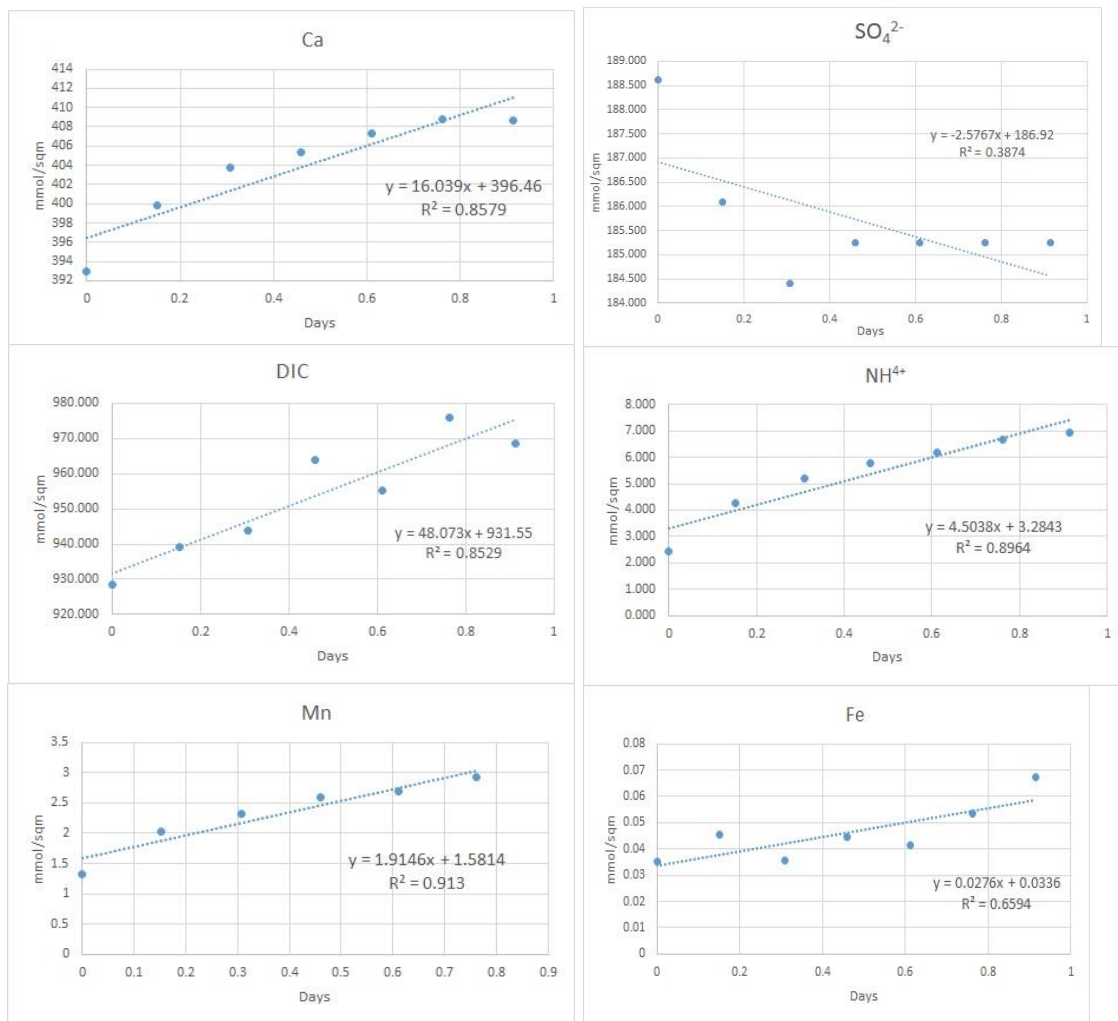 Ca
414
412
410
408
406
404
402
400
398
396
394
392
mmol/sqm
y = 16.039x + 396.46
R² = 0.8579
0 0.2 0.4 0.6 0.8 1
Days
SO₄²⁻
189.000
188.500
188.000
187.500
187.000
186.500
186.000
185.500
185.000
184.500
184.000
mmol/sqm
y = -2.5767x + 186.92
R² = 0.3874
0 0.2 0.4 0.6 0.8 1
Days
DIC
980.000
970.000
960.000
950.000
940.000
930.000
920.000
mmol/sqm
y = 48.073x + 931.55
R² = 0.8529
0 0.2 0.4 0.6 0.8 1
Days
NH⁴⁺
8.000
7.000
6.000
5.000
4.000
3.000
2.000
1.000
0.000
mmol/sqm
y = 4.5038x + 3.2843
R² = 0.8964
0 0.2 0.4 0.6 0.8 1
Days
Mn
3.5
3
2.5
2
1.5
1
0.5
0
mmol/sqm
y = 1.9146x + 1.5814
R² = 0.913
0 0.1 0.2 0.3 0.4 0.5 0.6 0.7 0.8 0.9
Days
Fe
0.08
0.07
0.06
0.05
0.04
0.03
0.02
0.01
0
mmol/sqm
y = 0.0276x + 0.0336
R² = 0.6594
0 0.2 0.4 0.6 0.8 1
Days